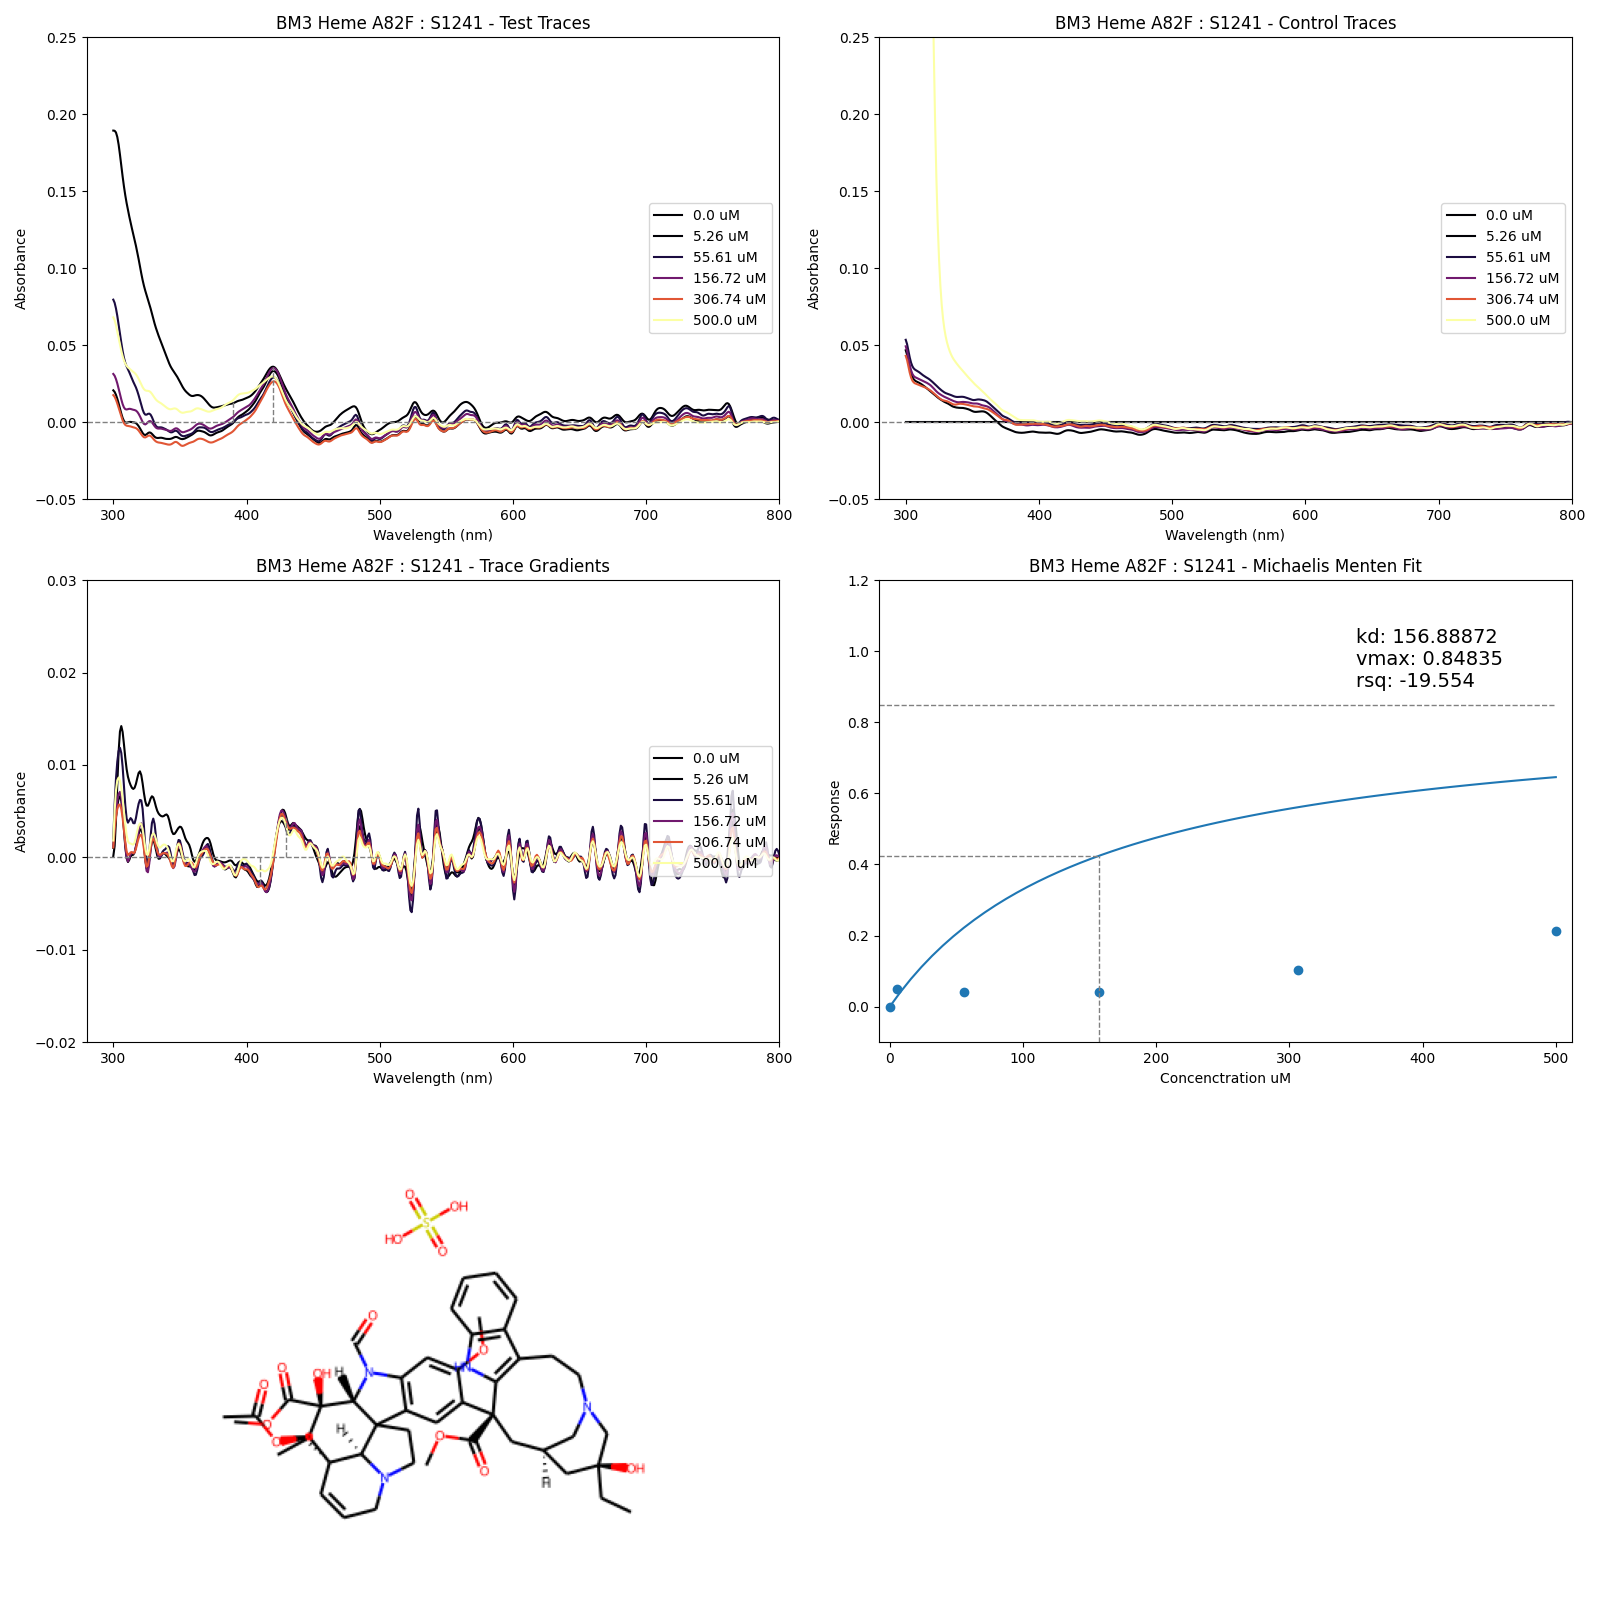 BM3 Heme A82F : S1241 - Test Traces
Absorbance
0.25
0.20
0.15
0.10
0.05
0.00
−0.05
300 400 500 600 700 800
Wavelength (nm)
0.0 uM
5.26 uM
55.61 uM
156.72 uM
306.74 uM
500.0 uM
BM3 Heme A82F : S1241 - Control Traces
Absorbance
0.25
0.20
0.15
0.10
0.05
0.00
−0.05
300 400 500 600 700 800
Wavelength (nm)
0.0 uM
5.26 uM
55.61 uM
156.72 uM
306.74 uM
500.0 uM
BM3 Heme A82F : S1241 - Trace Gradients
Absorbance
0.03
0.02
0.01
0.00
−0.01
−0.02
300 400 500 600 700 800
Wavelength (nm)
0.0 uM
5.26 uM
55.61 uM
156.72 uM
306.74 uM
500.0 uM
BM3 Heme A82F : S1241 - Michaelis Menten Fit
Response
1.2
1.0
0.8
0.6
0.4
0.2
0.0
0 100 200 300 400 500
Concenctration uM
kd: 156.88872
vmax: 0.84835
rsq: -19.554
O
OH
S
HO
O
O
O
OH
H
N
HN
O
O
O
O
O
H
N
O
O
N
OH
H